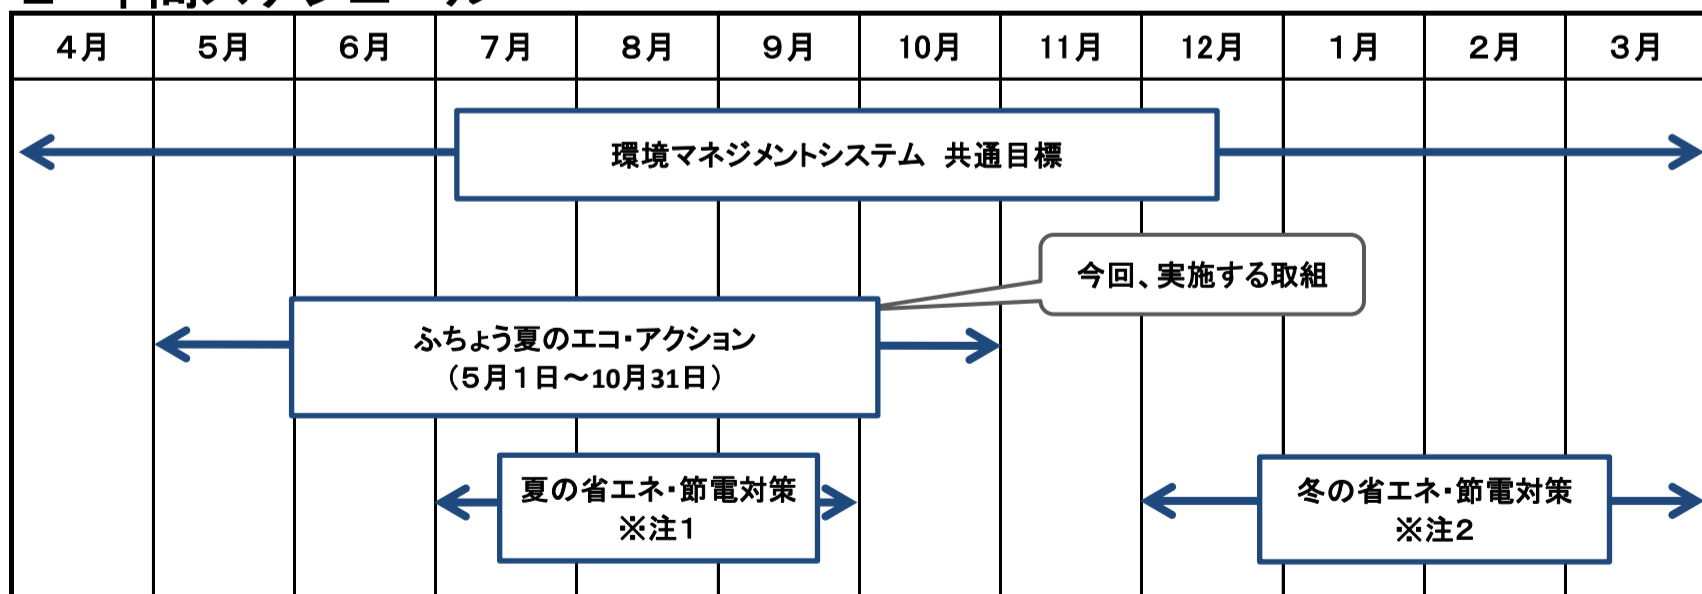 4月 5月 6月 7月 8月 9月 10月 11月 12月 1月 2月 3月
環境マネジメントシステム 共通目標
今回、実施する取組
ふちょう夏のエコ・アクション
（5月1日～10月31日）
夏の省エネ・節電対策
※注1
冬の省エネ・節電対策
※注2